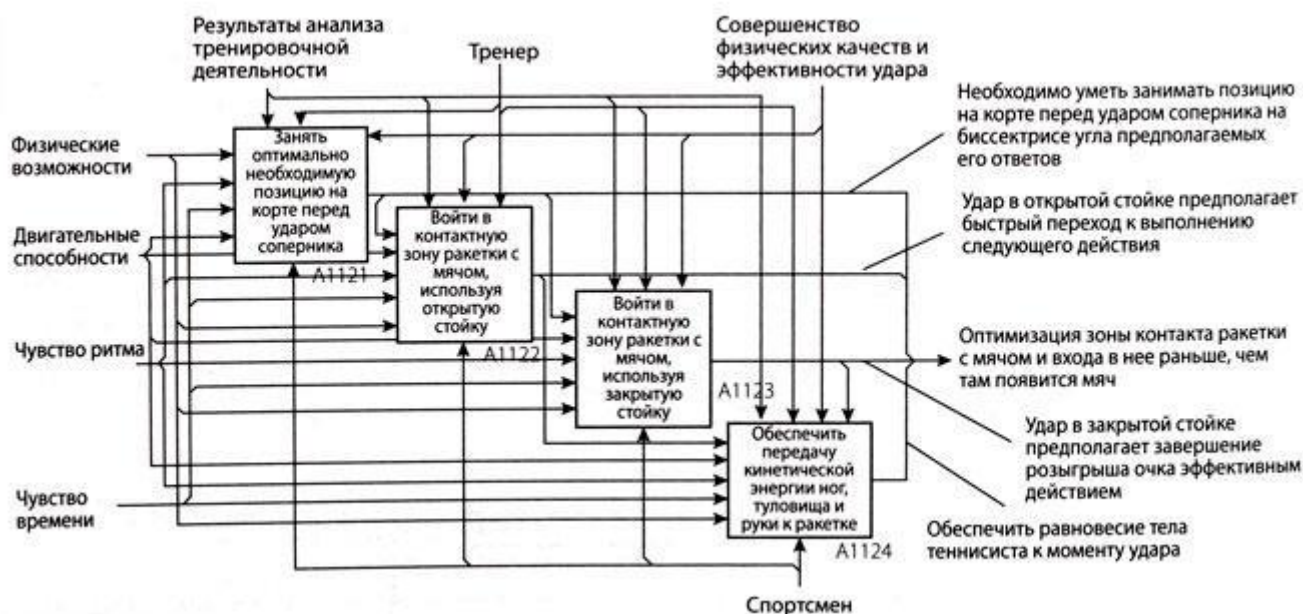 Результаты анализа
тренировочной
деятельности
Тренер
Совершенство
физических качеств и
эффективности удара
Физические
возможности
Двигательные
способности
Чувство ритма
Чувство
времени
Занять
оптимально
необходимую
позицию на
корте перед
ударом
соперника
A1121
Войти в
контактную
зону ракетки с
мячом,
используя
открытую
стойку
A1122
Войти в
контактную
зону ракетки с
мячом,
используя
закрытую
стойку
A1123
Обеспечить
передачу
кинетической
энергии ног,
туловища и
руки к ракетке
A1124
Необходимо уметь занимать позицию
на корте перед ударом соперника на
биссектрисе угла предполагаемых
его ответов
Удар в открытой стойке предполагает
быстрый переход к выполнению
следующего действия
Оптимизация зоны контакта ракетки
с мячом и входа в нее раньше, чем
там появится мяч
Удар в закрытой стойке
предполагает завершение
розыгрыша очка эффективным
действием
Обеспечить равновесие тела
теннисиста к моменту удара
Спортсмен